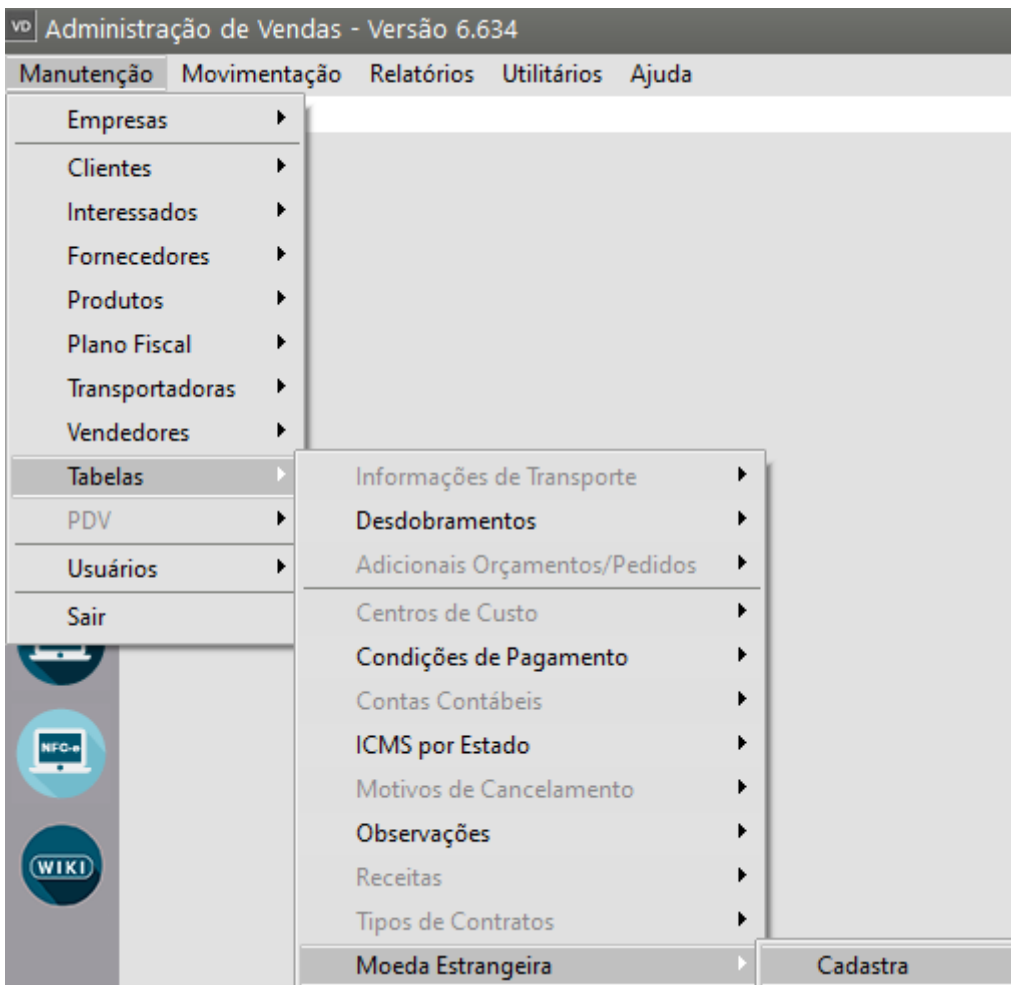 VD Administração de Vendas - Versão 6.634
Manutenção Movimentação Relatórios Utilitários Ajuda
Empresas
Clientes
Interessados
Fornecedores
Produtos
Plano Fiscal
Transportadoras
Vendedores
Tabelas
PDV
Usuários
Sair
Informações de Transporte
Desdobramentos
Adicionais Orçamentos/Pedidos
Centros de Custo
Condições de Pagamento
Contas Contábeis
ICMS por Estado
Motivos de Cancelamento
Observações
Receitas
Tipos de Contratos
Moeda Estrangeira
Cadastra
NFC-e
WIKI